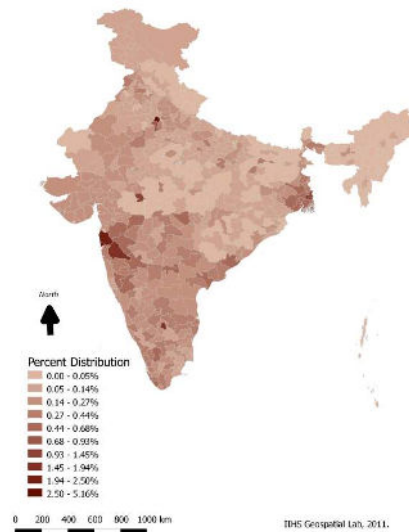 North
Percent Distribution
0.00 - 0.05%
0.05 - 0.14%
0.14 - 0.27%
0.27 - 0.44%
0.44 - 0.68%
0.68 - 0.93%
0.93 - 1.45%
1.45 - 1.94%
1.94 - 2.50%
2.50 - 5.16%
0 200 400 600 800 1000 km
IIHS Geospatial Lab, 2011.